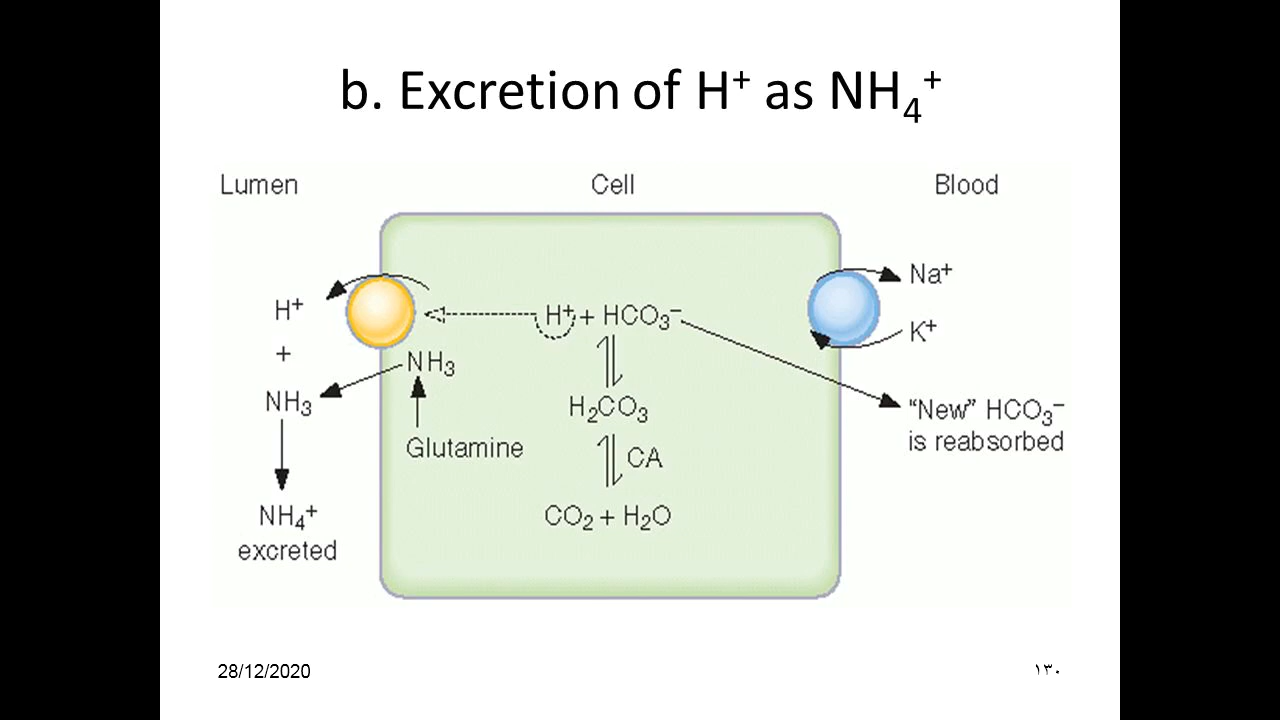 b. Excretion of H⁺ as NH₄⁺
Lumen
Cell
Blood
Na⁺
H⁺
H⁺ + HCO₃⁻
K⁺
+
NH₃
NH₃
H₂CO₃
"New" HCO₃⁻
is reabsorbed
Glutamine
CA
NH₄⁺
excreted
CO₂ + H₂O
28/12/2020
١٣٠